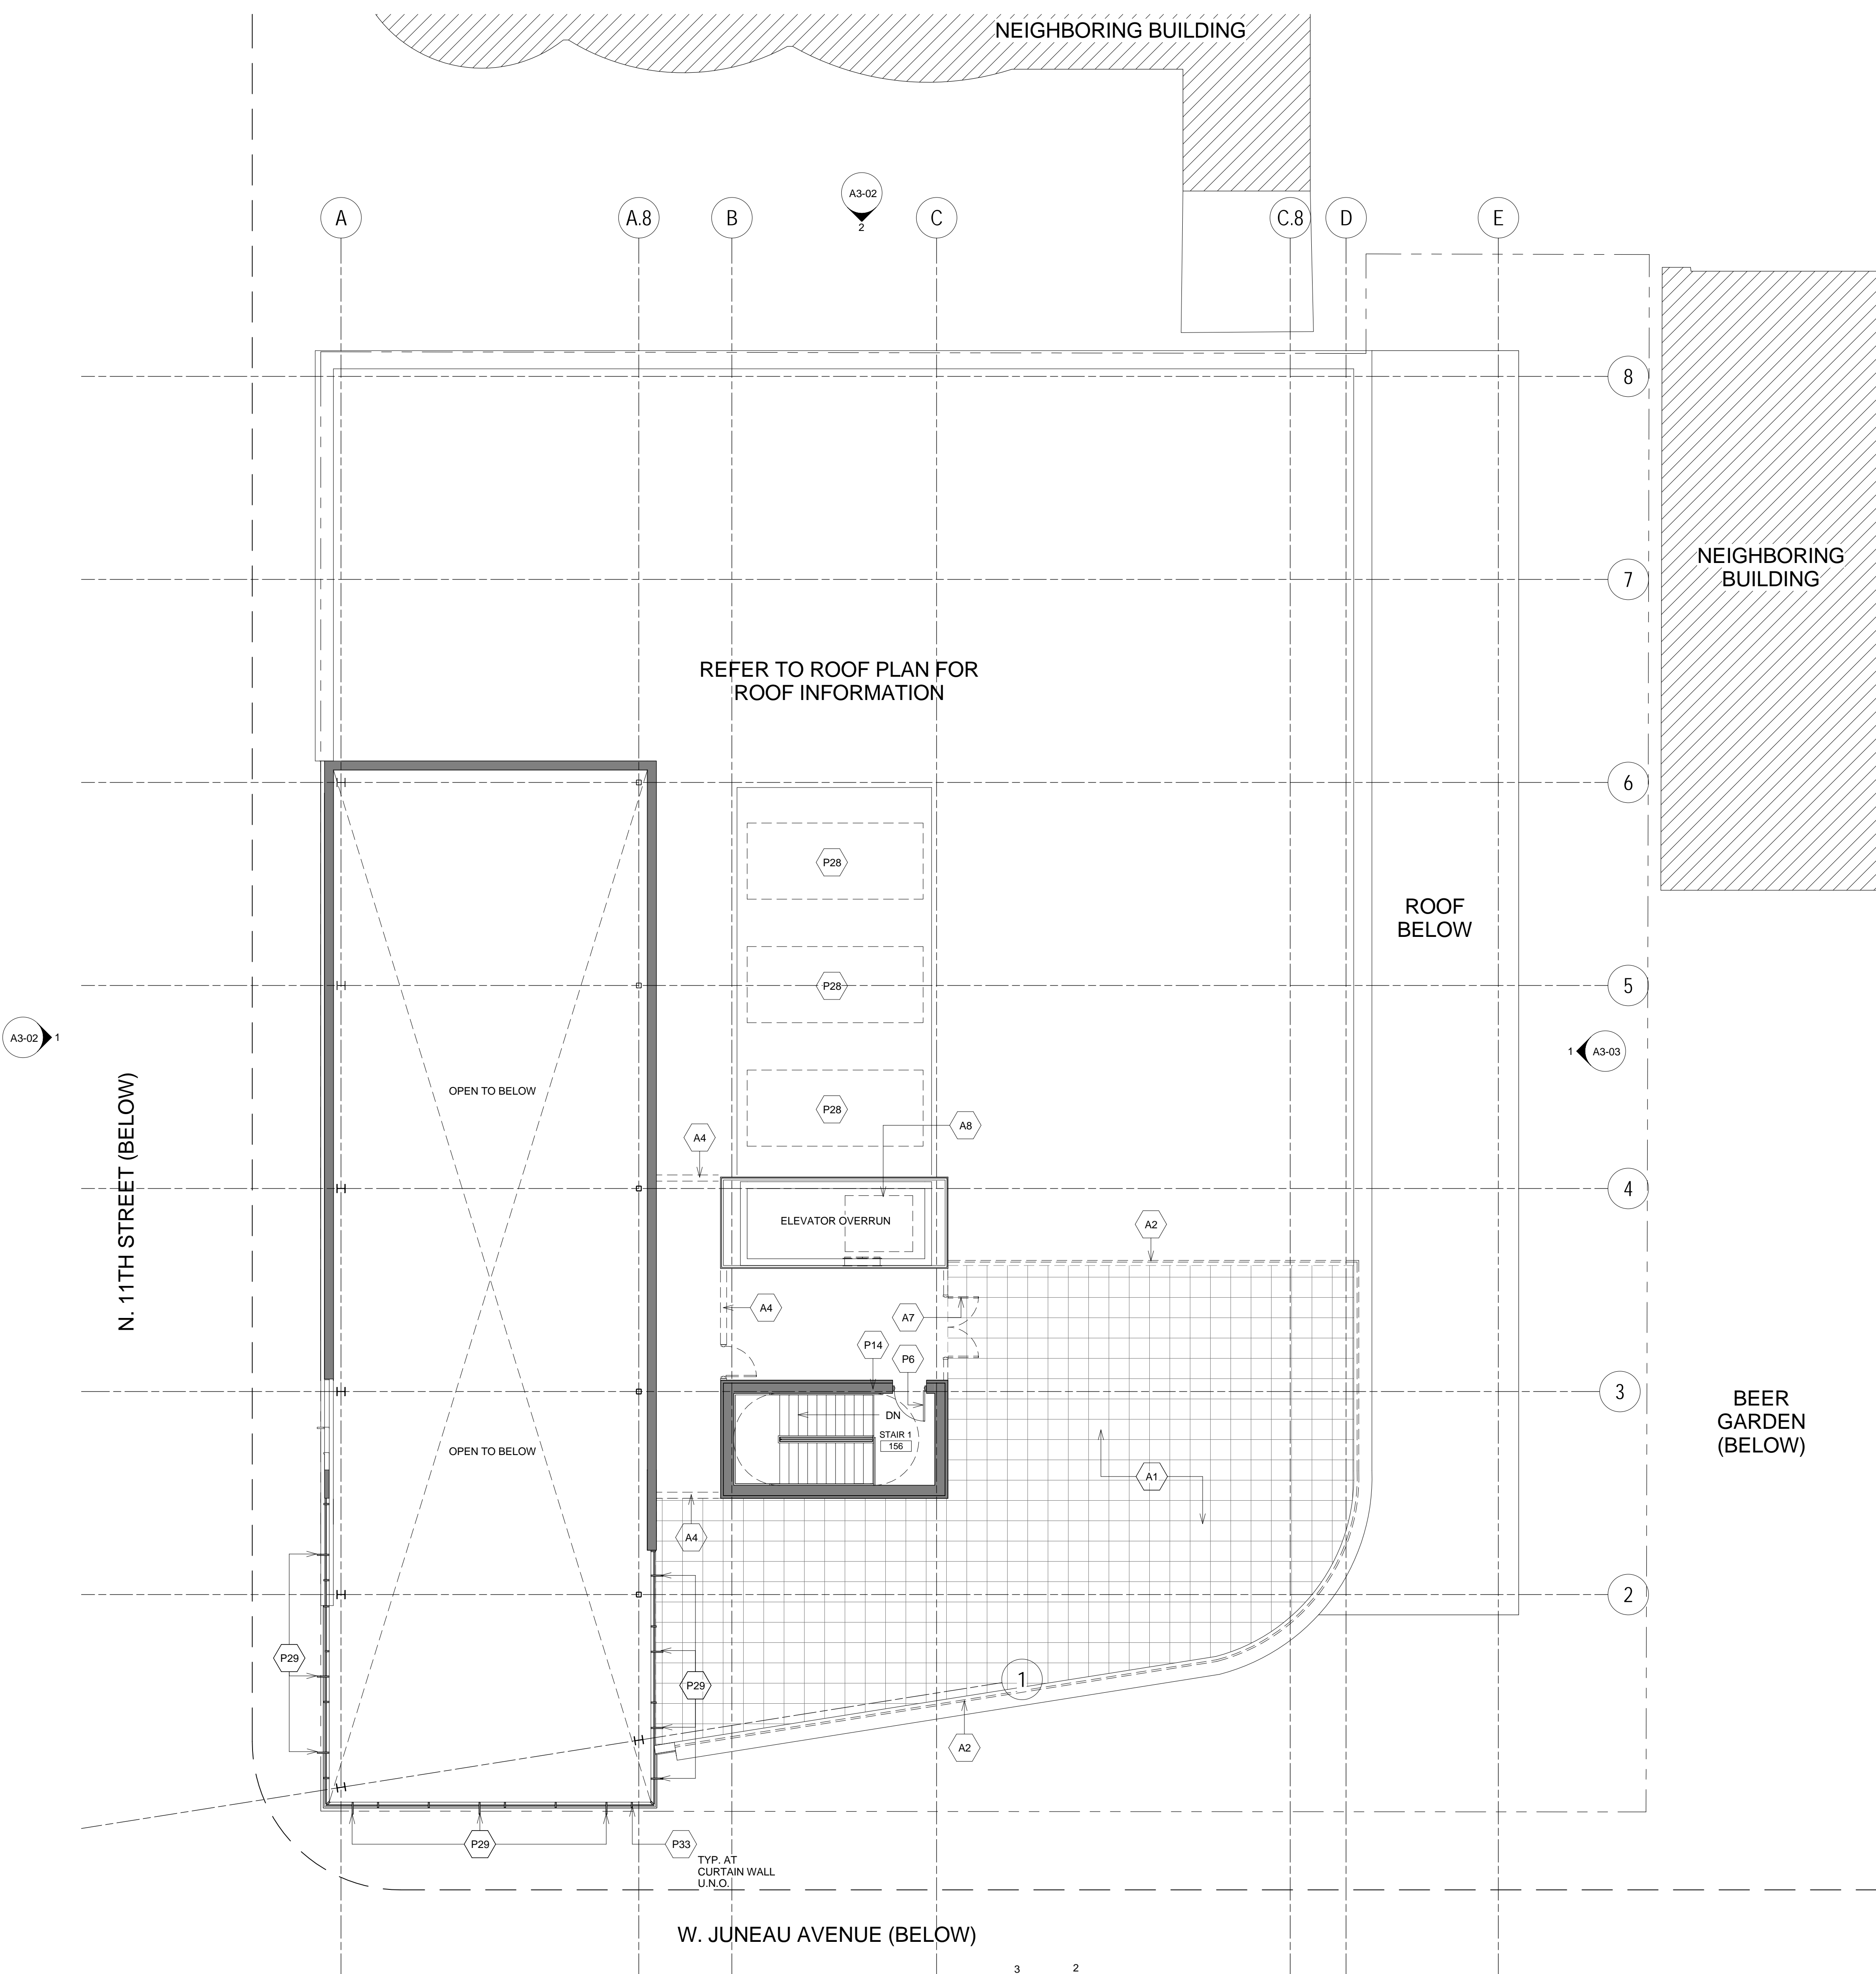 NEIGHBORING BUILDING
A3-02
2
A
A.8
B
C
C.8
D
E
8
7
NEIGHBORING
BUILDING
REFER TO ROOF PLAN FOR
ROOF INFORMATION
6
P28
ROOF
BELOW
P28
5
A3-02
1
1
A3-03
OPEN TO BELOW
N. 11TH STREET (BELOW)
P28
A8
A4
4
ELEVATOR OVERRUN
A2
A4
A7
P14
P6
3
BEER
GARDEN
(BELOW)
DN
STAIR 1
156
OPEN TO BELOW
A1
A4
2
P29
P29
1
A2
P29
P33
TYP. AT
CURTAIN WALL
U.N.O.
W. JUNEAU AVENUE (BELOW)
3
2